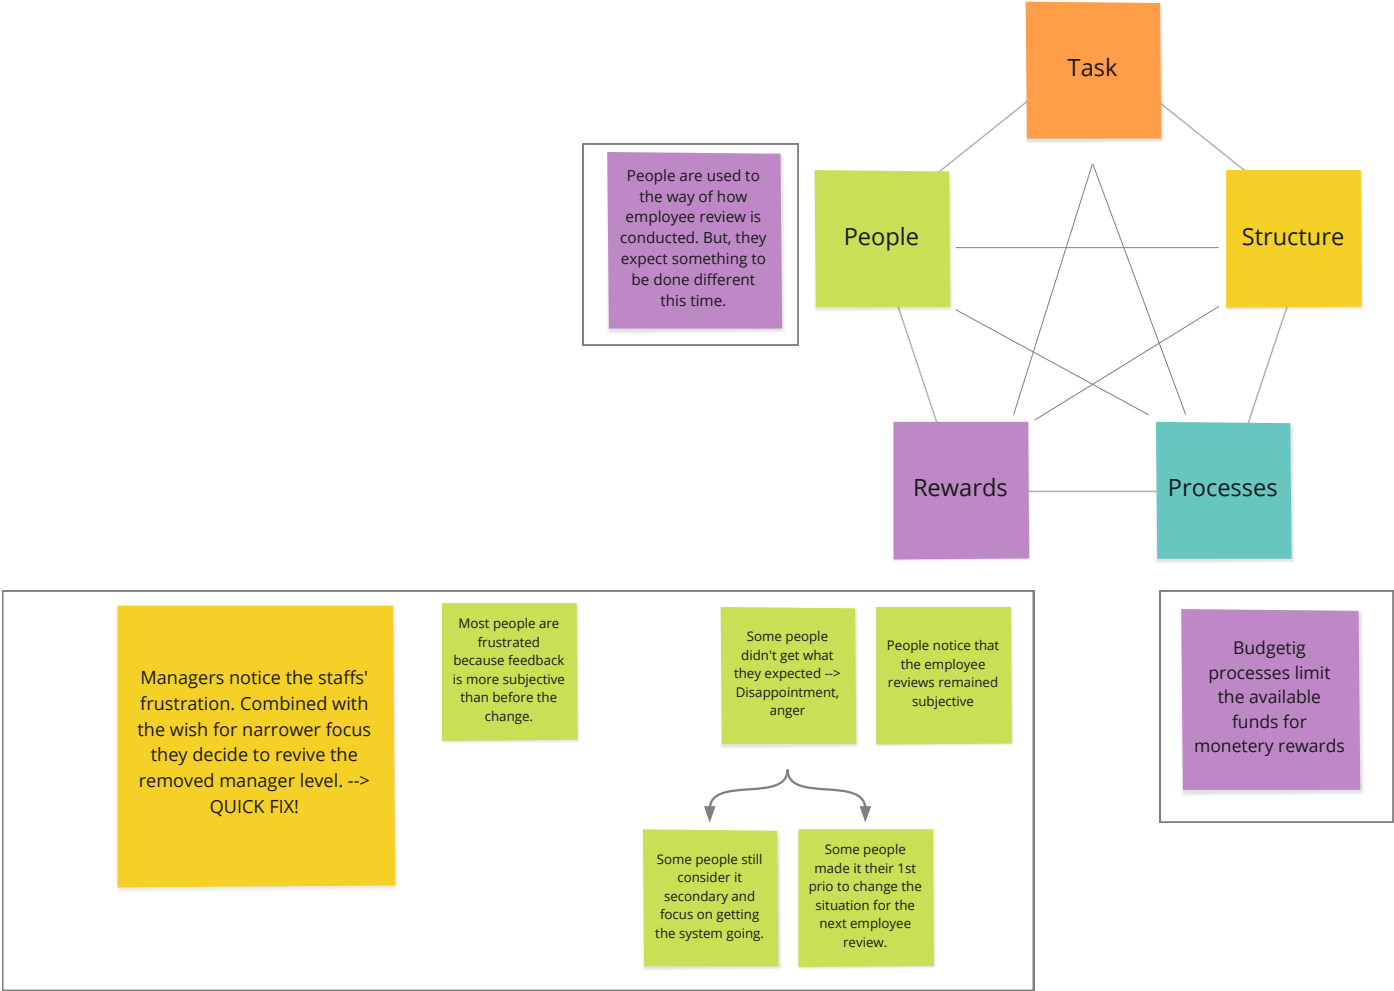 Task
People are used to
the way of how
employee review is
conducted. But, they
expect something to
be done different
this time.
People
Structure
Rewards
Processes
Managers notice the staffs'
frustration. Combined with
the wish for narrower focus
they decide to revive the
removed manager level. -->
QUICK FIX!
Most people are
frustrated
because feedback
is more subjective
than before the
change.
Some people
didn't get what
they expected -->
Disappointment,
anger
People notice that
the employee
reviews remained
subjective
Some people still
consider it
secondary and
focus on getting
the system going.
Some people
made it their 1st
prio to change the
situation for the
next employee
review.
Budgetig
processes limit
the available
funds for
monetery rewards